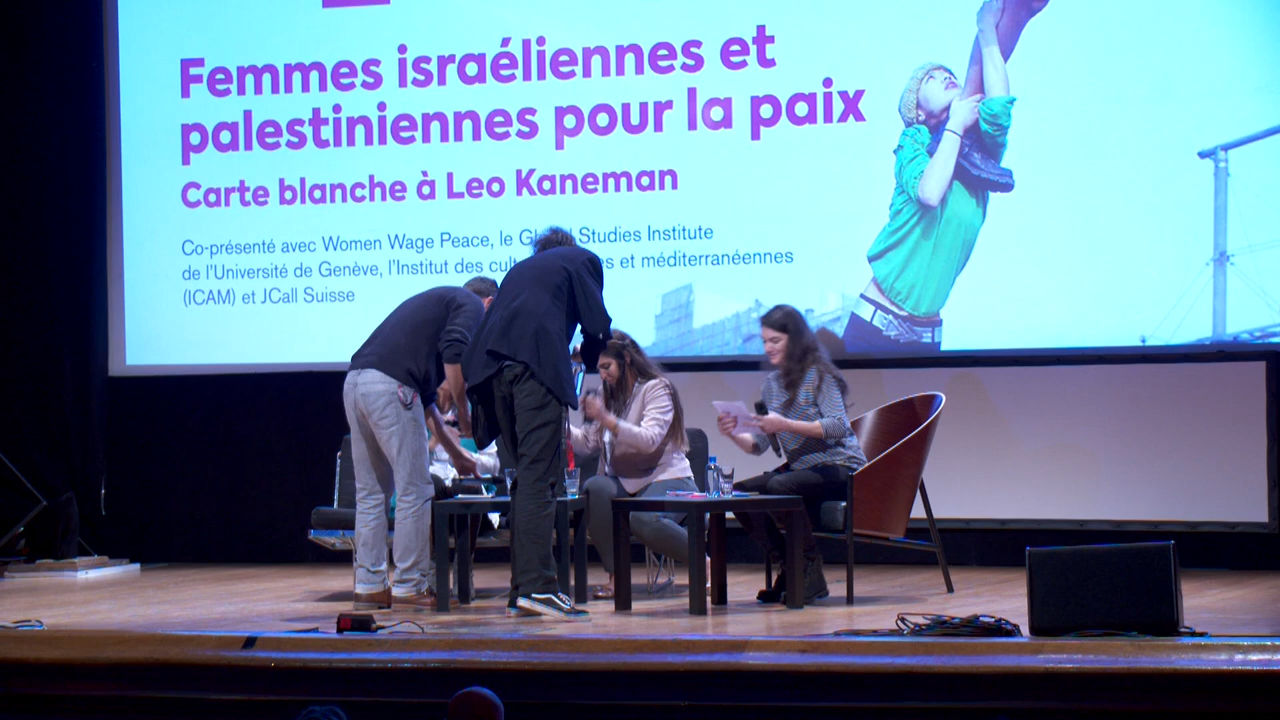 Femmes israéliennes et
palestiniennes pour la paix
Carte blanche à Leo Kaneman
Co-présenté avec Women Wage Peace, le Studies Institute
de l'Université de Genève, l'Institut des et méditerranéennes
(ICAM) et JCall Suisse